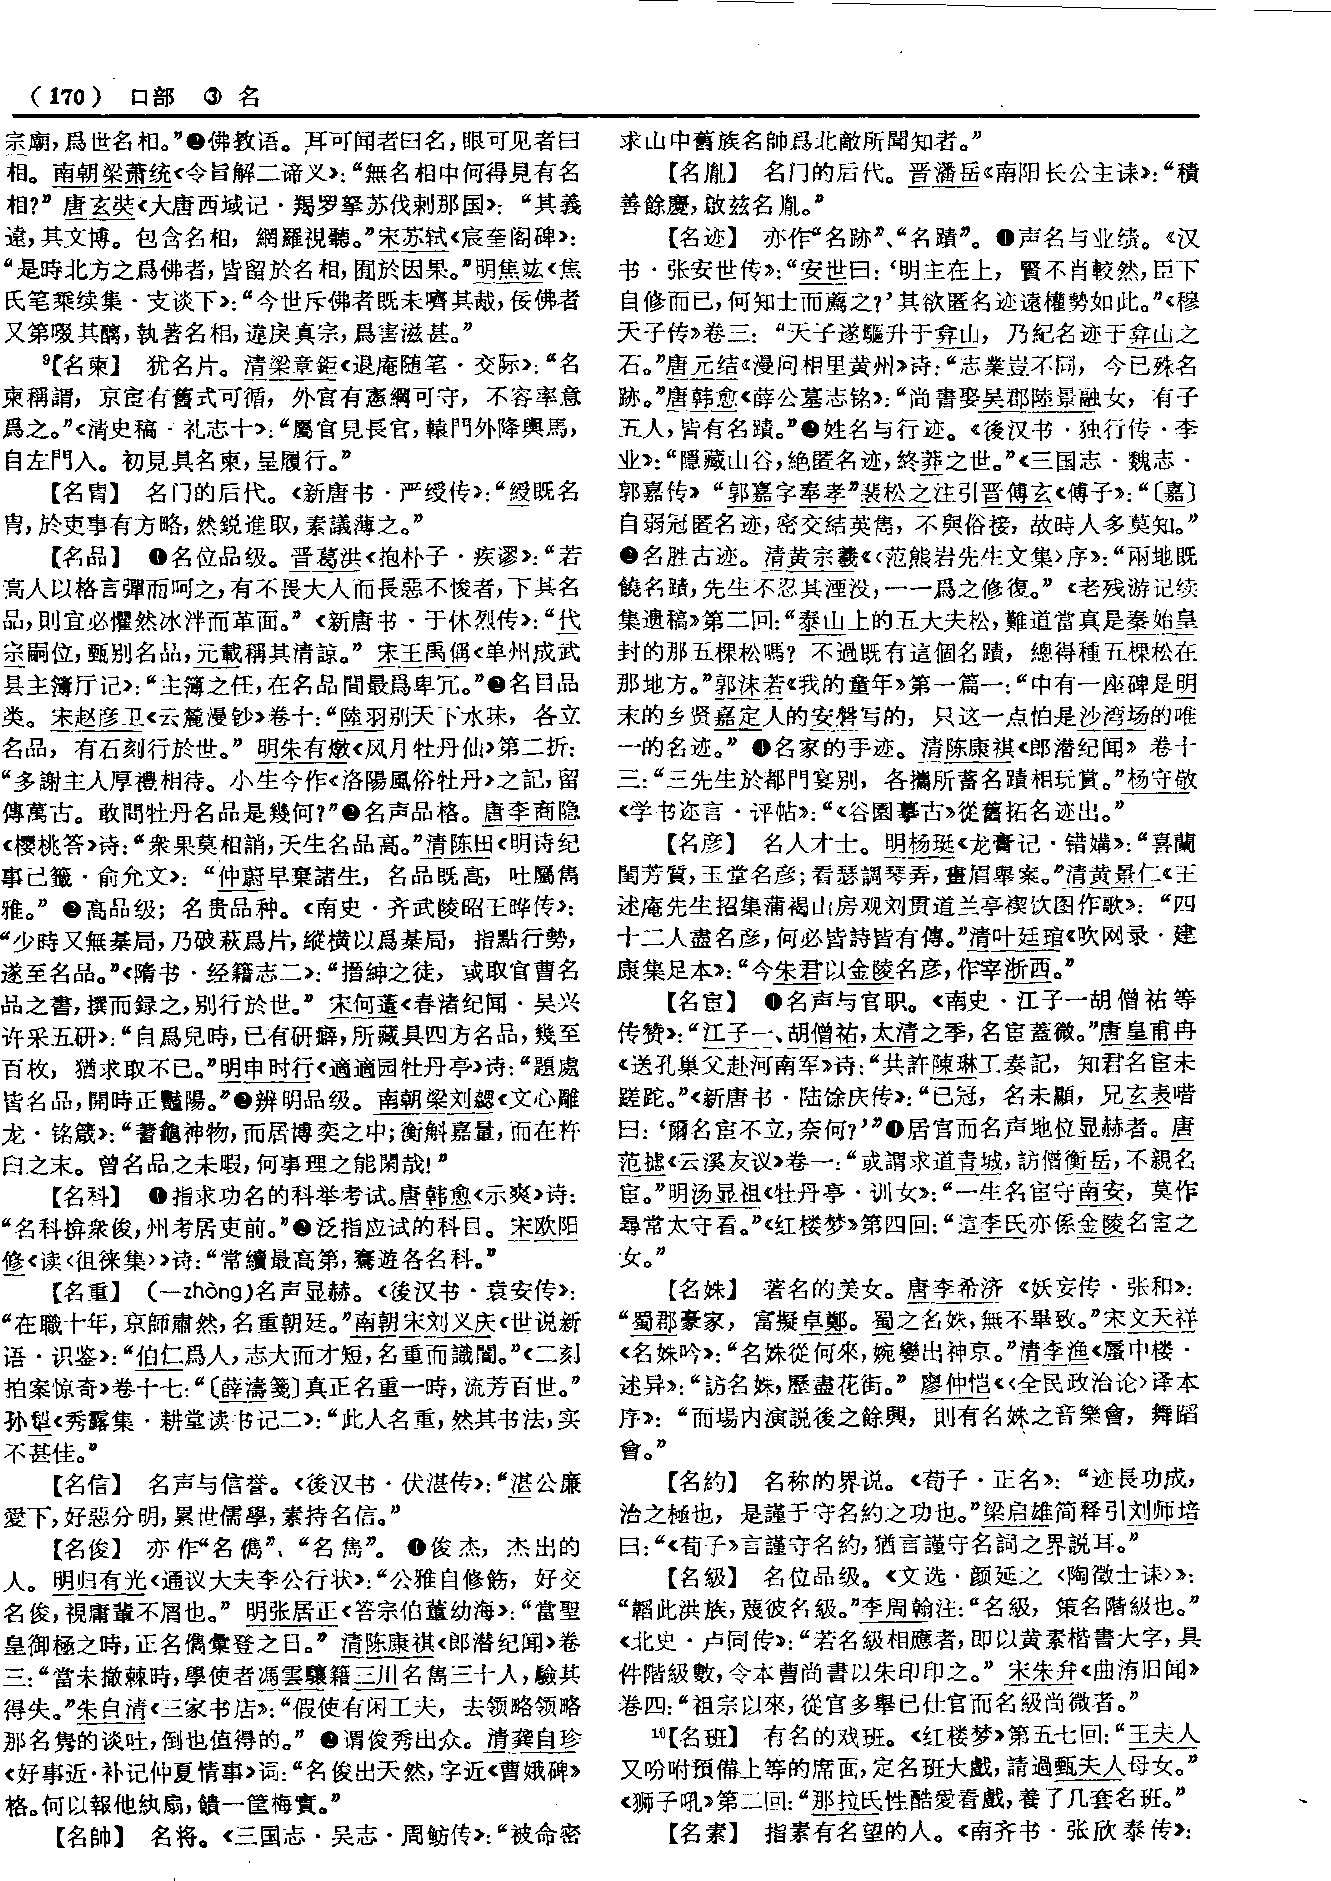 （170） 口部 ③ 名
宗廟，爲世名相。”❷佛教语。耳可闻者曰名，眼可见者曰
相。南朝梁萧统《令旨解二谛义》：“無名相中何得見有名
相？”唐玄奘《大唐西域记·羯罗拏苏伐剌那国》：“其義
遠，其文博。包含名相，網羅視聽。”宋苏轼《宸奎阁碑》：
“是時北方之爲佛者，皆留於名相，囿於因果。”明焦竑《焦
氏笔乘续集·支谈下》：“今世斥佛者既未嚌其胾，佞佛者
又第啜其醨，執著名相，違戾真宗，爲害滋甚。”
9【名柬】 犹名片。清梁章鉅《退庵随笔·交际》：“名
柬稱謂，京宦有舊式可循，外官有憲綱可守，不容率意
爲之。”《清史稿·礼志十》：“屬官見長官，轅門外降輿馬，
自左門入。初見具名柬，呈履行。”
【名胄】 名门的后代。《新唐书·严绶传》：“綬既名
胄，於吏事有方略，然鋭進取，素議薄之。”
【名品】 ❶名位品级。晋葛洪《抱朴子·疾谬》：“若
高人以格言彈而呵之，有不畏大人而長惡不悛者，下其名
品，則宜必懼然冰泮而革面。”《新唐书·于休烈传》：“代
宗嗣位，甄别名品，元載稱其清諒。”宋王禹偁《单州成武
县主簿厅记》：“主簿之任，在名品間最爲卑冗。”❷名目品
类。宋赵彦卫《云麓漫钞》卷十：“陸羽别天下水珠，各立
名品，有石刻行於世。”明朱有燉《风月牡丹仙》第二折：
“多謝主人厚禮相待。小生今作《洛陽風俗牡丹》之記，留
傳萬古。敢問牡丹名品是幾何？”❸名声品格。唐李商隐
《樱桃答》诗：“衆果莫相誚，天生名品高。”清陈田《明诗纪
事己籤·俞允文》：“仲蔚早棄諸生，名品既高，吐屬雋
雅。”❹高品级；名贵品种。《南史·齐武陵昭王晔传》：
“少時又無棊局，乃破萩爲片，縱横以爲棊局，指點行勢，
遂至名品。”《隋书·经籍志二》：“搢紳之徒，或取官曹名
品之書，撰而録之，别行於世。”宋何薳《春渚纪闻·吴兴
许采五研》：“自爲兒時，已有研癖，所藏具四方名品，幾至
百枚，猶求取不已。”明申时行《適適园牡丹亭》诗：“題處
皆名品，開時正豔陽。”❺辨明品级。南朝梁刘勰《文心雕
龙·铭箴》：“蓍龜神物，而居博奕之中；衡斛嘉量，而在杵
臼之末。曾名品之未暇，何事理之能閑哉！”
【名科】 ❶指求功名的科举考试。唐韩愈《示爽》诗：
“名科揜衆俊，州考居吏前。”❷泛指应试的科目。宋欧阳
修《读〈徂徕集〉》诗：“常續最高第，騫遊各名科。”
【名重】 （—zhòng）名声显赫。《後汉书·袁安传》：
“在職十年，京師肅然，名重朝廷。”南朝宋刘义庆《世说新
语·识鉴》：“伯仁爲人，志大而才短，名重而識闇。”《二刻
拍案惊奇》卷十七：“〔薛濤箋〕真正名重一時，流芳百世。”
孙犁《秀露集·耕堂读书记二》：“此人名重，然其书法，实
不甚佳。”
【名信】 名声与信誉。《後汉书·伏湛传》：“湛公廉
愛下，好惡分明，累世儒學，素持名信。”
【名俊】 亦作“名儁”、“名雋”。❶俊杰，杰出的
人。明归有光《通议大夫李公行状》：“公雅自修飭，好交
名俊，視庸輩不屑也。”明张居正《答宗伯董幼海》：“當聖
皇御極之時，正名儁彙登之日。”清陈康祺《郎潜纪闻》卷
三：“當未撤棘時，學使者馮雲驤籍三川名雋三十人，驗其
得失。”朱自清《三家书店》：“假使有闲工夫，去领略领略
那名隽的谈吐，倒也值得的。”❷谓俊秀出众。清龚自珍
《好事近·补记仲夏情事》词：“名俊出天然，字近《曹娥碑》
格。何以報他紈扇，饋一筐梅實。”
【名帥】 名将。《三国志·吴志·周鲂传》：“被命密
求山中舊族名帥爲北敵所聞知者。”
【名胤】 名门的后代。晋潘岳《南阳长公主诔》：“積
善餘慶，啟兹名胤。”
【名迹】 亦作“名跡”、“名蹟”。❶声名与业绩。《汉
书·张安世传》：“安世曰：‘明主在上，賢不肖較然，臣下
自修而已，何知士而薦之？’其欲匿名迹遠權勢如此。”《穆
天子传》卷三：“天子遂驅升于弇山，乃紀名迹于弇山之
石。”唐元结《漫问相里黄州》诗：“志業豈不同，今已殊名
跡。”唐韩愈《薛公墓志铭》：“尚書娶吴郡陸景融女，有子
五人，皆有名蹟。”❷姓名与行迹。《後汉书·独行传·李
业》：“隱藏山谷，絶匿名迹，終莽之世。”《三国志·魏志·
郭嘉传》“郭嘉字奉孝”裴松之注引晋傅玄《傅子》：“〔嘉〕
自弱冠匿名迹，密交結英雋，不與俗接，故時人多莫知。”
❸名胜古迹。清黄宗羲《〈范熊岩先生文集〉序》：“兩地既
饒名蹟，先生不忍其湮没，一一爲之修復。”《老残游记续
集遗稿》第二回：“泰山上的五大夫松，難道當真是秦始皇
封的那五棵松嗎？不過既有這個名蹟，總得種五棵松在
那地方。”郭沫若《我的童年》第一篇一：“中有一座碑是明
末的乡贤嘉定人的安磐写的，只这一点怕是沙湾场的唯
一的名迹。”❹名家的手迹。清陈康祺《郎潜纪闻》卷十
三：“三先生於都門宴别，各攜所蓄名蹟相玩賞。”杨守敬
《学书迩言·评帖》：“《谷園摹古》從舊拓名迹出。”
【名彦】 名人才士。明杨珽《龙膏记·错媾》：“喜蘭
閨芳質，玉堂名彦；看瑟調琴弄，畫眉舉案。”清黄景仁《王
述庵先生招集蒲褐山房观刘贯道兰亭禊饮图作歌》：“四
十二人盡名彦，何必皆詩皆有傳。”清叶廷琯《吹网录·建
康集足本》：“今朱君以金陵名彦，作宰浙西。”
【名宦】 ❶名声与官职。《南史·江子一胡僧祐等
传赞》：“江子一、胡僧祐，太清之季，名宦蓋微。”唐皇甫冉
《送孔巢父赴河南军》诗：“共許陳琳工奏記，知君名宦未
蹉跎。”《新唐书·陆馀庆传》：“已冠，名未顯，兄玄表唶
曰：‘爾名宦不立，奈何？’”❷居官而名声地位显赫者。唐
范摅《云溪友议》卷一：“或謂求道青城，訪僧衡岳，不親名
宦。”明汤显祖《牡丹亭·训女》：“一生名宦守南安，莫作
尋常太守看。”《红楼梦》第四回：“這李氏亦係金陵名宦之
女。”
【名姝】 著名的美女。唐李希济《妖妄传·张和》：
“蜀郡豪家，富擬卓鄭。蜀之名姝，無不畢致。”宋文天祥
《名姝吟》：“名姝從何來，婉孌出神京。”清李渔《蜃中楼·
述异》：“訪名姝，歷盡花街。”廖仲恺《〈全民政治论〉译本
序》：“而場内演説後之餘興，則有名姝之音樂會，舞蹈
會。”
【名約】 名称的界说。《荀子·正名》：“迹長功成，
治之極也，是謹于守名約之功也。”梁启雄简释引刘师培
曰：“《荀子》言謹守名約，猶言謹守名詞之界説耳。”
【名級】 名位品级。《文选·颜延之〈陶徵士诔〉》：
“韜此洪族，蔑彼名級。”李周翰注：“名級，策名階級也。”
《北史·卢同传》：“若名級相應者，即以黄素楷書大字，具
件階級數，令本曹尚書以朱印印之。”宋朱弁《曲洧旧闻》
卷四：“祖宗以來，從官多舉已仕官而名級尚微者。”
10【名班】 有名的戏班。《红楼梦》第五七回：“王夫人
又吩咐預備上等的席面，定名班大戲，請過甄夫人母女。”
《狮子吼》第二回：“那拉氏性酷愛看戲，養了几套名班。”
【名素】 指素有名望的人。《南齐书·张欣泰传》：